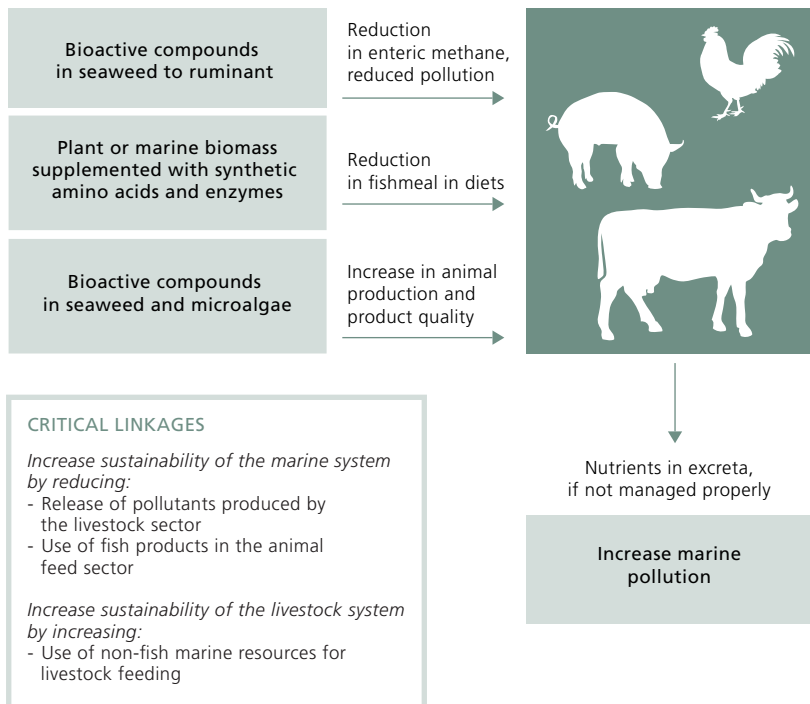 Bioactive compounds
in seaweed to ruminant
Reduction
in enteric methane,
reduced pollution
Plant or marine biomass
supplemented with synthetic
amino acids and enzymes
Reduction
in fishmeal in diets
Bioactive compounds
in seaweed and microalgae
Increase in animal
production and
product quality
Nutrients in excreta,
if not managed properly
Increase marine
pollution
CRITICAL LINKAGES
Increase sustainability of the marine system
by reducing:
- Release of pollutants produced by
the livestock sector
- Use of fish products in the animal
feed sector
Increase sustainability of the livestock system
by increasing:
- Use of non-fish marine resources for
livestock feeding